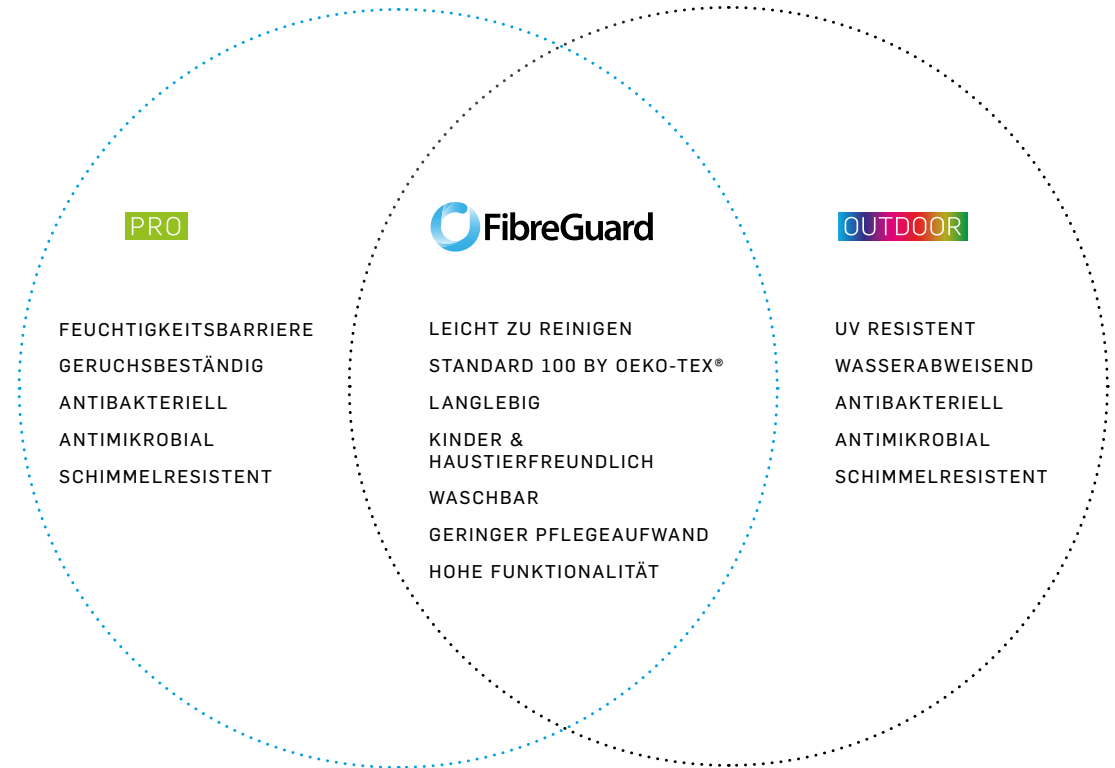 PRO
FEUCHTIGKEITSBARRIERE
GERUCHSBESTÄNDIG
ANTIBAKTERIELL
ANTIMIKROBIAL
SCHIMMELRESISTENT
FibreGuard
LEICHT ZU REINIGEN
STANDARD 100 BY OEKO-TEX®
LANGLEBIG
KINDER &
HAUSTIERFREUNDLICH
WASCHBAR
GERINGER PFLEGEAUFWAND
HOHE FUNKTIONALITÄT
OUTDOOR
UV RESISTENT
WASSERABWEISEND
ANTIBAKTERIELL
ANTIMIKROBIAL
SCHIMMELRESISTENT